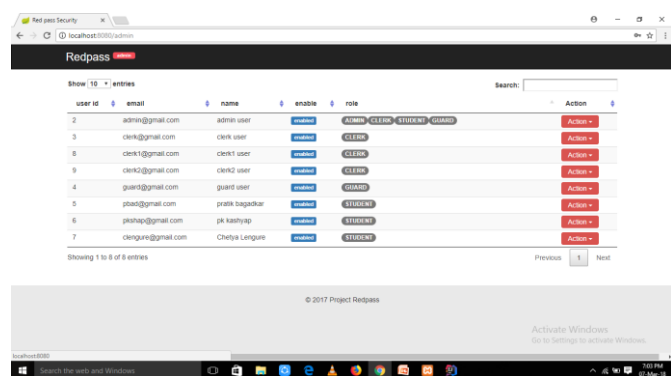 Red pass Security
localhost:8080/admin
Redpass admin
Show 10 entries Search:
user id email name enable role Action
2 admin@gmail.com admin user enabled ADMIN CLERK STUDENT GUARD Action
3 clerk@gmail.com clerk user enabled CLERK Action
8 clerk1@gmail.com clerk1 user enabled CLERK Action
9 clerk2@gmail.com clerk2 user enabled CLERK Action
4 guard@gmail.com guard user enabled GUARD Action
5 pbad@gmail.com pratik bagadkar enabled STUDENT Action
6 pkshap@gmail.com pk kashyap enabled STUDENT Action
7 clengure@gmail.com Chetya Lengure enabled STUDENT Action
Showing 1 to 8 of 8 entries Previous 1 Next
© 2017 Project Redpass
Activate Windows
Go to Settings to activate Windows.
localhost:8080
Search the web and Windows 7:03 PM
07-Mar-18